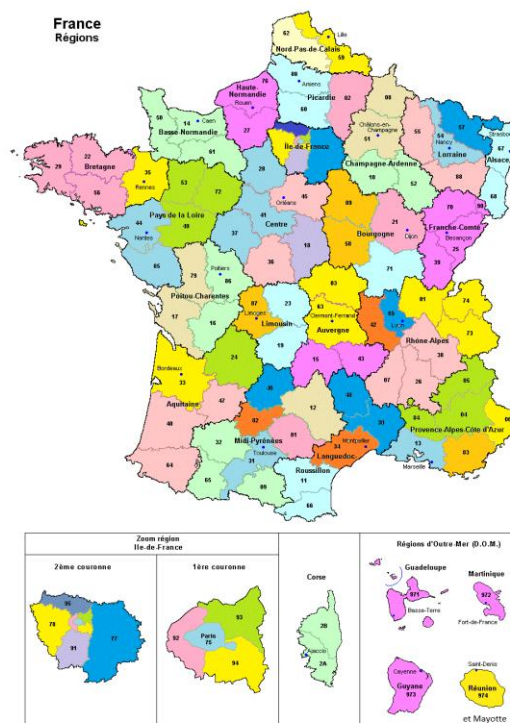 France
Régions
62
Lille
Nord-Pas-de-Calais
59
76
80
Amiens
Haute-
Normandie
Rouen
Picardie
02
08
60
50
14
Caen
Basse-Normandie
27
61
Ile-de-France
Châlons-en-
Champagne
51
55
54
Nancy
57
Lorraine
Strasbourg
67
Alsace
68
Champagne-Ardenne
10
52
88
29
22
Bretagne
56
35
Rennes
53
72
28
Orléans
45
89
Pays de la Loire
49
44
Nantes
41
Centre
37
18
36
Bourgogne
58
21
Dijon
71
70
90
Franche-Comté
Besançon
25
39
85
79
Poitiers
86
Poitou-Charentes
17
16
87
Limoges
23
Limousin
19
03
63
Clermont-Ferrand
Auvergne
15
43
42
69
Lyon
01
74
73
Rhône-Alpes
38
07
26
Bordeaux
33
24
Aquitaine
47
40
64
46
12
48
30
82
81
Midi-Pyrénées
32
31
Toulouse
65
09
34
Montpellier
Languedoc-
Roussillon
11
66
05
84
04
06
Provence-Alpes-Côte d'Azur
13
Marseille
83
Zoom région
Ile-de-France
2ème couronne
1ère couronne
95
78
91
77
92
93
Paris
75
94
Corse
2B
Ajaccio
2A
Régions d'Outre-Mer (D.O.M.)
Guadeloupe
971
Basse-Terre
Martinique
972
Fort-de-France
Cayenne
Guyane
973
Saint-Denis
Réunion
974
et Mayotte